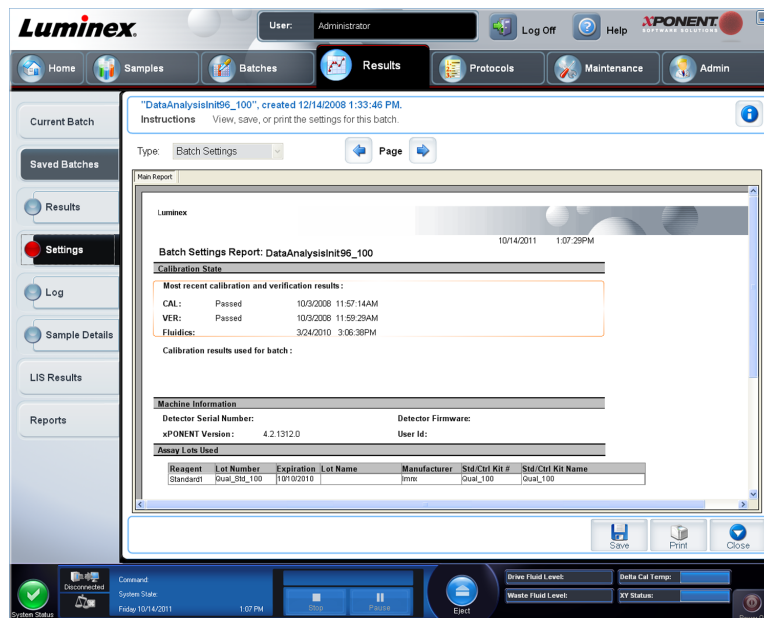 Luminex.
User: Administrator
Log Off
Help
XPONENT.
SOFTWARE SOLUTIONS
Home
Samples
Batches
Results
Protocols
Maintenance
Admin
Current Batch
Saved Batches
Results
Settings
Log
Sample Details
LIS Results
Reports
"DataAnalysisInit96_100", created 12/14/2008 1:33:46 PM.
Instructions View, save, or print the settings for this batch.
Type: Batch Settings
Page
Main Report
Luminex
10/14/2011 1:07:29PM
Batch Settings Report: DataAnalysisInit96_100
Calibration State
Most recent calibration and verification results :
CAL: Passed 10/3/2008 11:57:14AM
VER: Passed 10/3/2008 11:59:29AM
Fluidics: 3/24/2010 3:06:38PM
Calibration results used for batch :
Machine Information
Detector Serial Number: Detector Firmware:
xPONENT Version : 4.2.1312.0 User Id:
Assay Lots Used
Reagent Lot Number Expiration Lot Name Manufacturer Std/Ctrl Kit # Std/Ctrl Kit Name
Standard1 Qual_Std_100 10/10/2010 Imnx Qual_100 Qual_100
Save
Print
Close
System Status
Disconnected
Command:
System State:
Friday 10/14/2011 1:07 PM
Stop
Pause
Eject
Drive Fluid Level:
Waste Fluid Level:
Delta Cal Temp:
XY Status: